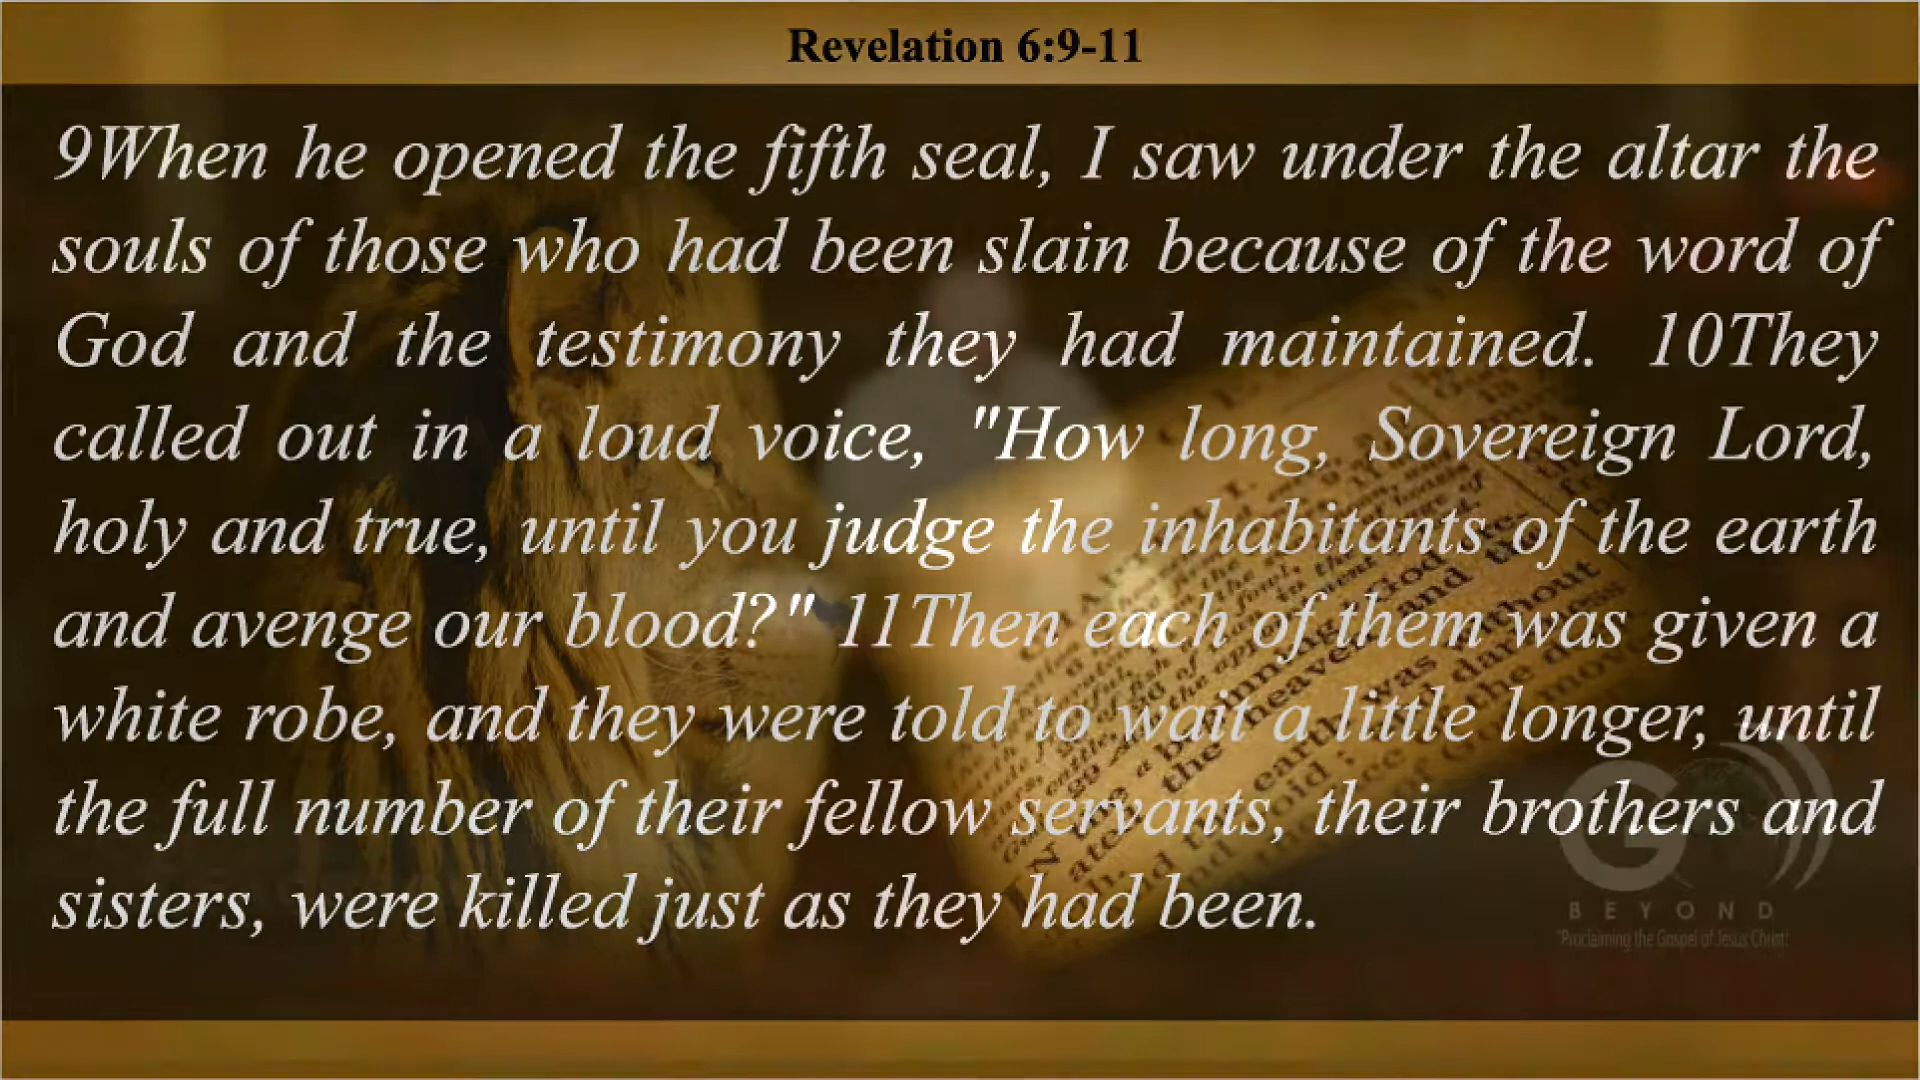 Revelation 6:9-11
9When he opened the fifth seal, I saw under the altar the
souls of those who had been slain because of the word of
God and the testimony they had maintained. 10They
called out in a loud voice, "How long, Sovereign Lord,
holy and true, until you judge the inhabitants of the earth
and avenge our blood?" 11Then each of them was given a
white robe, and they were told to wait a little longer, until
the full number of their fellow servants, their brothers and
sisters, were killed just as they had been.
GO
BEYOND
"Proclaiming the Gospel of Jesus Christ!